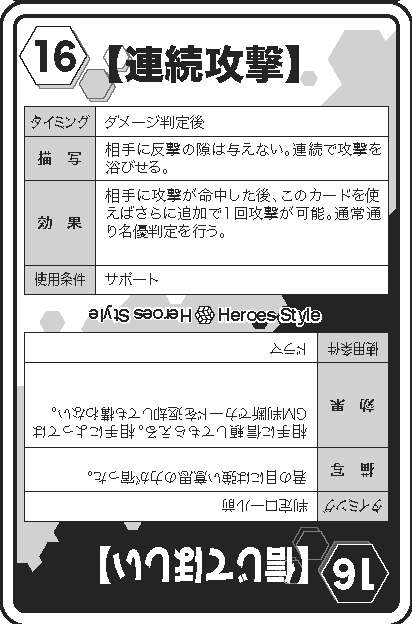 16
【連続攻撃】
タイミング ダメージ判定後
描 写 相手に反撃の隙は与えない。連続で攻撃を
浴びせる。
効 果 相手に攻撃が命中した後、このカードを使
えばさらに追加で1回攻撃が可能。通常通
り名優判定を行う。
使用条件 サポート
Heroes Style Heroes Style
16
【信じてほしい】
タイミング 判定ロール前
描 写 君の目には強い意思の力が宿った。
効 果 相手に信頼してもらえる。相手によっては
GM判断でカードを返却しても構わない。
使用条件 ドラマ